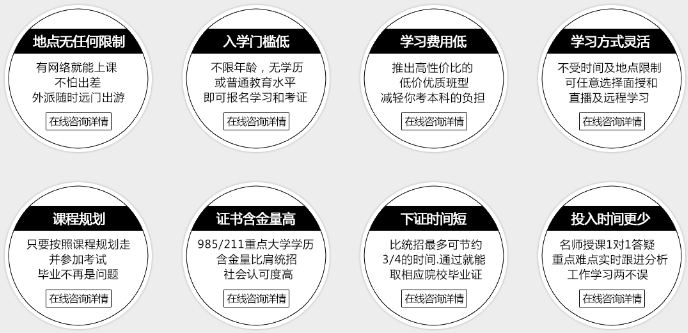 地点无任何限制
有网络就能上课
不怕出差
外派随时远门出游
在线咨询详情
入学门槛低
不限年龄，无学历
或普通教育水平
即可报名学习和考证
在线咨询详情
学习费用低
推出高性价比的
低价优质班型
减轻你考本科的负担
在线咨询详情
学习方式灵活
不受时间及地点限制
可任意选择面授和
直播及远程学习
在线咨询详情
课程规划
只要按照课程规划走
并参加考试
毕业不再是问题
在线咨询详情
证书含金量高
985/211重点大学学历
含金量比肩统招
社会认可度高
在线咨询详情
下证时间短
比统招最多可节约
3/4的时间.通过就能
取相应院校毕业证
在线咨询详情
投入时间更少
名师授课1对1答疑
重点难点实时跟进分析
工作学习两不误
在线咨询详情